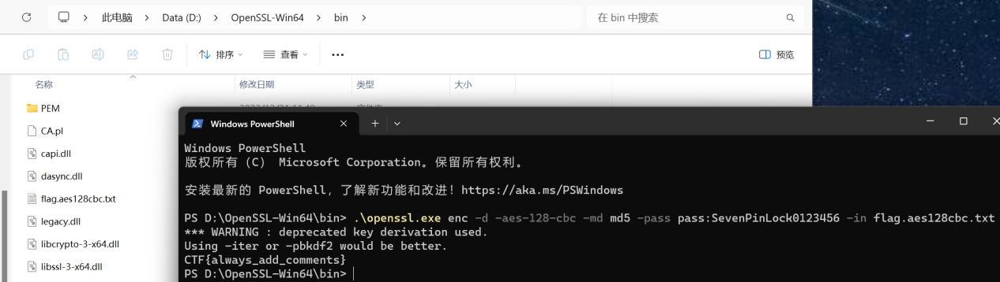 此电脑 > Data (D:) > OpenSSL-Win64 > bin >
在 bin 中搜索
排序
查看
预览
名称
修改日期
类型
大小
PEM
CA.pl
capi.dll
dasync.dll
flag.aes128cbc.txt
legacy.dll
libcrypto-3-x64.dll
libssl-3-x64.dll
Windows PowerShell
Windows PowerShell
版权所有（C） Microsoft Corporation。保留所有权利。
安装最新的 PowerShell，了解新功能和改进！https://aka.ms/PSWindows
PS D:\OpenSSL-Win64\bin> .\openssl.exe enc -d -aes-128-cbc -md md5 -pass pass:SevenPinLock0123456 -in flag.aes128cbc.txt
*** WARNING : deprecated key derivation used.
Using -iter or -pbkdf2 would be better.
CTF{always_add_comments}
PS D:\OpenSSL-Win64\bin>